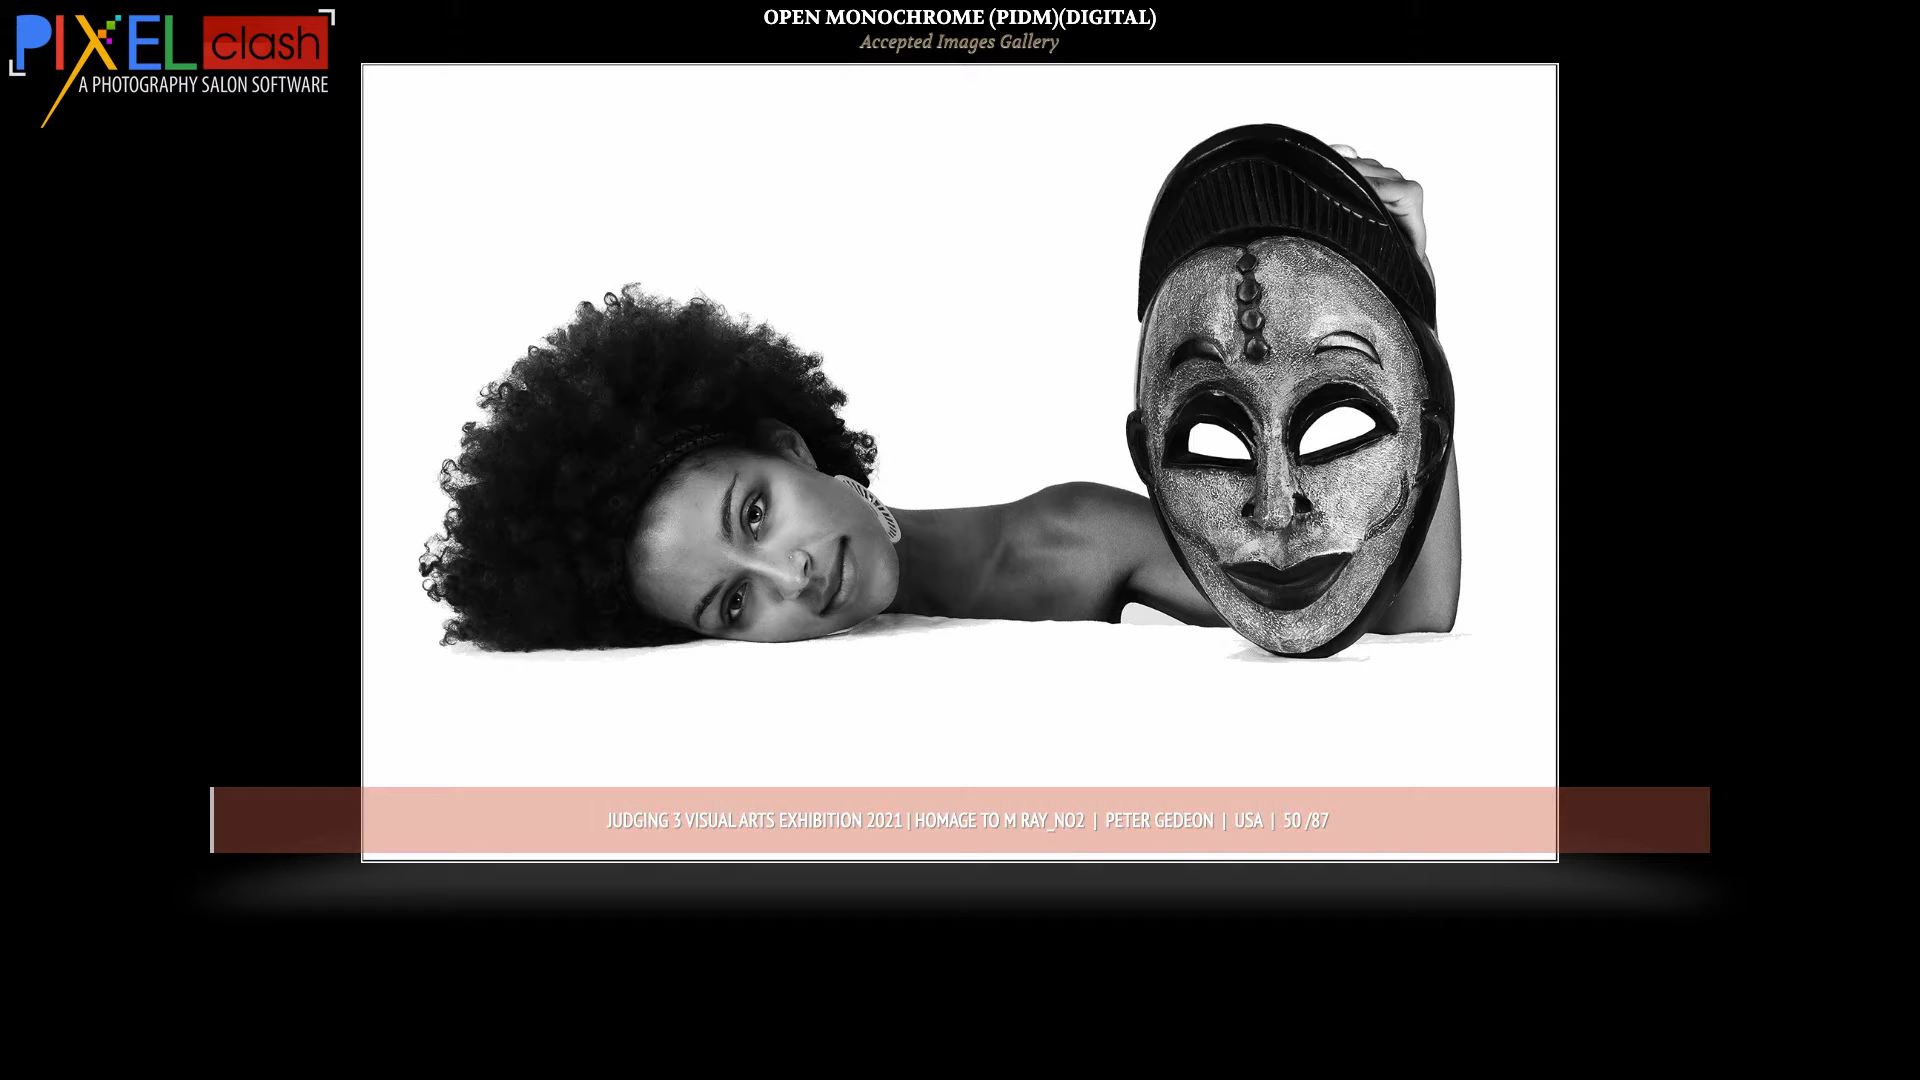 PIXEL clash
A PHOTOGRAPHY SALON SOFTWARE
OPEN MONOCHROME (PIDM)(DIGITAL)
Accepted Images Gallery
JUDGING 3 VISUAL ARTS EXHIBITION 2021 | HOMAGE TO M RAY_NO2 | PETER GEDEON | USA | 50 /87